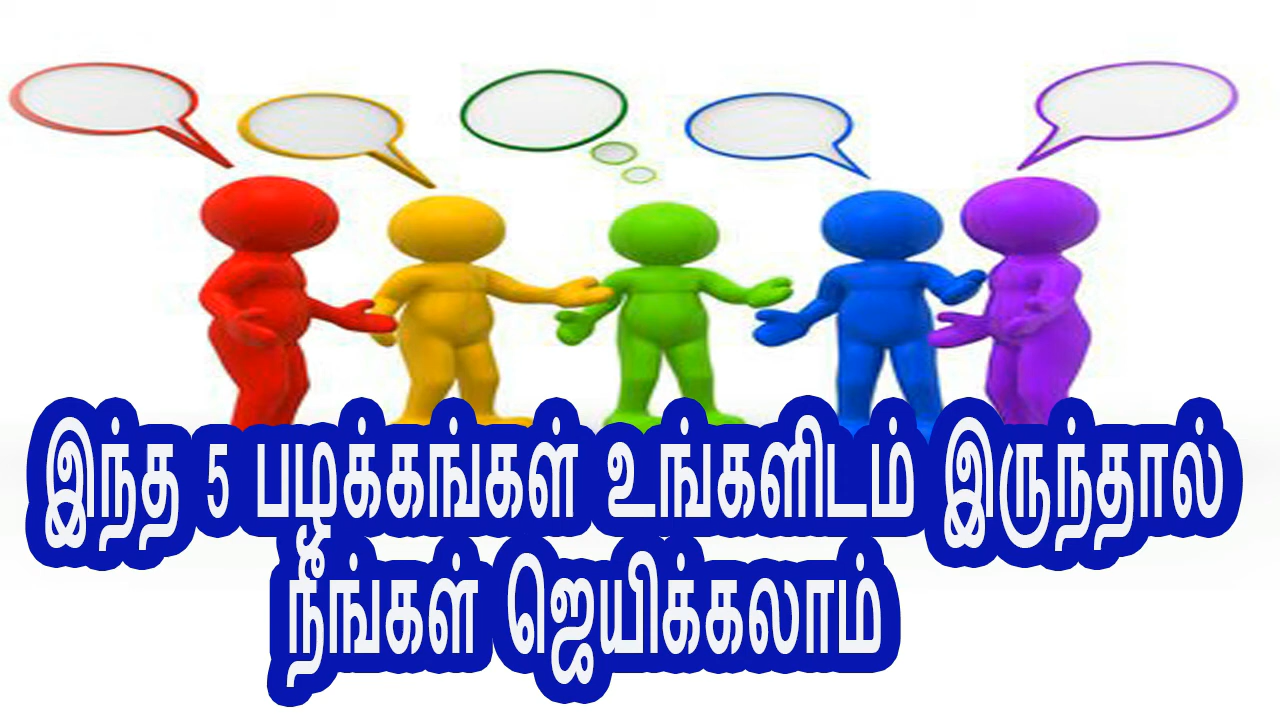 இந்த 5 பழக்கங்கள் உங்களிடம் இருந்தால்
நீங்கள் ஜெயிக்கலாம்